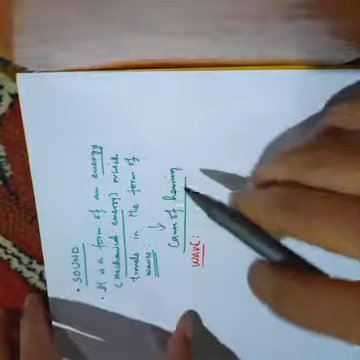 • SOUND
• It is a form of an energy
(mechanical energy) which
travels in the form of
waves.
↓
Cause of hearing
WAVE: